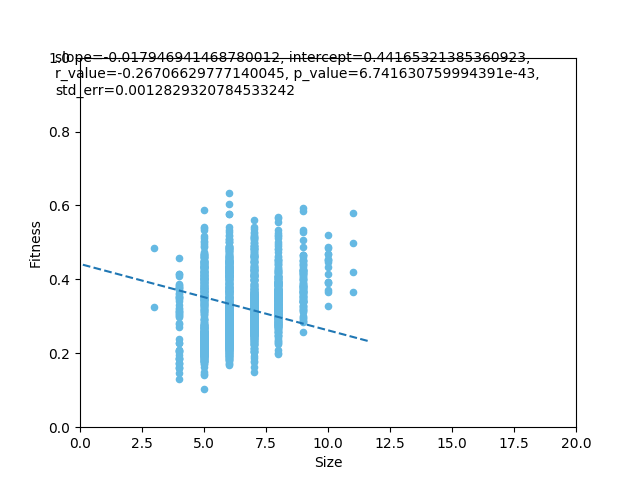 slope=-0.017946941468780012, intercept=0.44165321385360923,
r_value=-0.26706629777140045, p_value=6.741630759994391e-43,
std_err=0.0012829320784533242
1.0
0.8
0.6
0.4
0.2
0.0
Fitness
0.0 2.5 5.0 7.5 10.0 12.5 15.0 17.5 20.0
Size